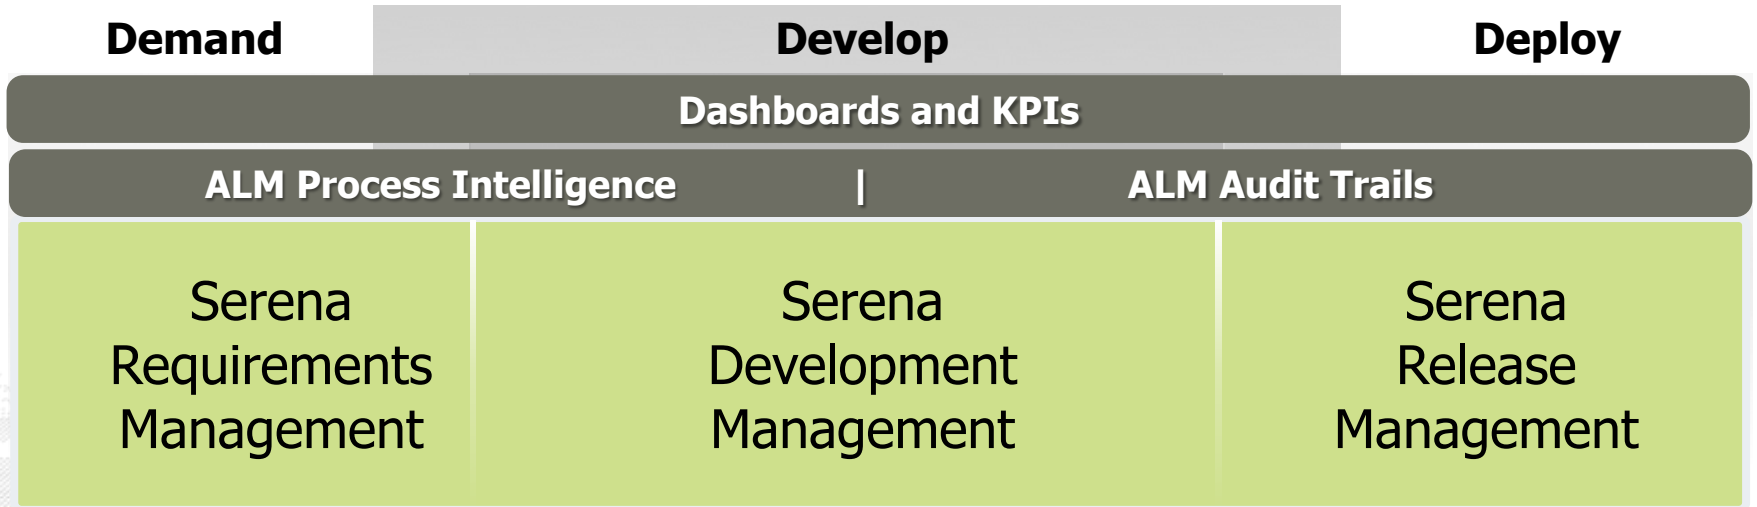 Demand Develop Deploy
Dashboards and KPIs
ALM Process Intelligence | ALM Audit Trails
Serena
Requirements
Management
Serena
Development
Management
Serena
Release
Management